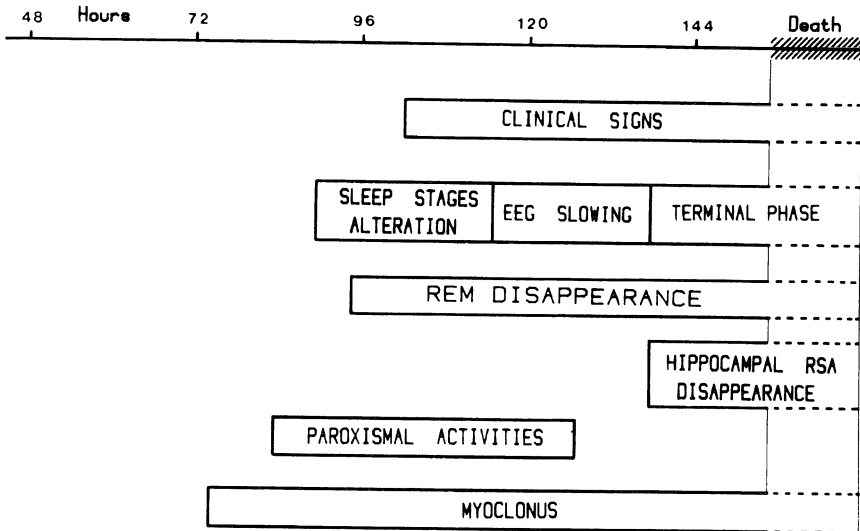 Hours
48 72 96 120 144 Death
CLINICAL SIGNS
SLEEP STAGES
ALTERATION
EEG SLOWING
TERMINAL PHASE
REM DISAPPEARANCE
HIPPOCAMPAL RSA
DISAPPEARANCE
PAROXISMAL ACTIVITIES
MYOCLONUS